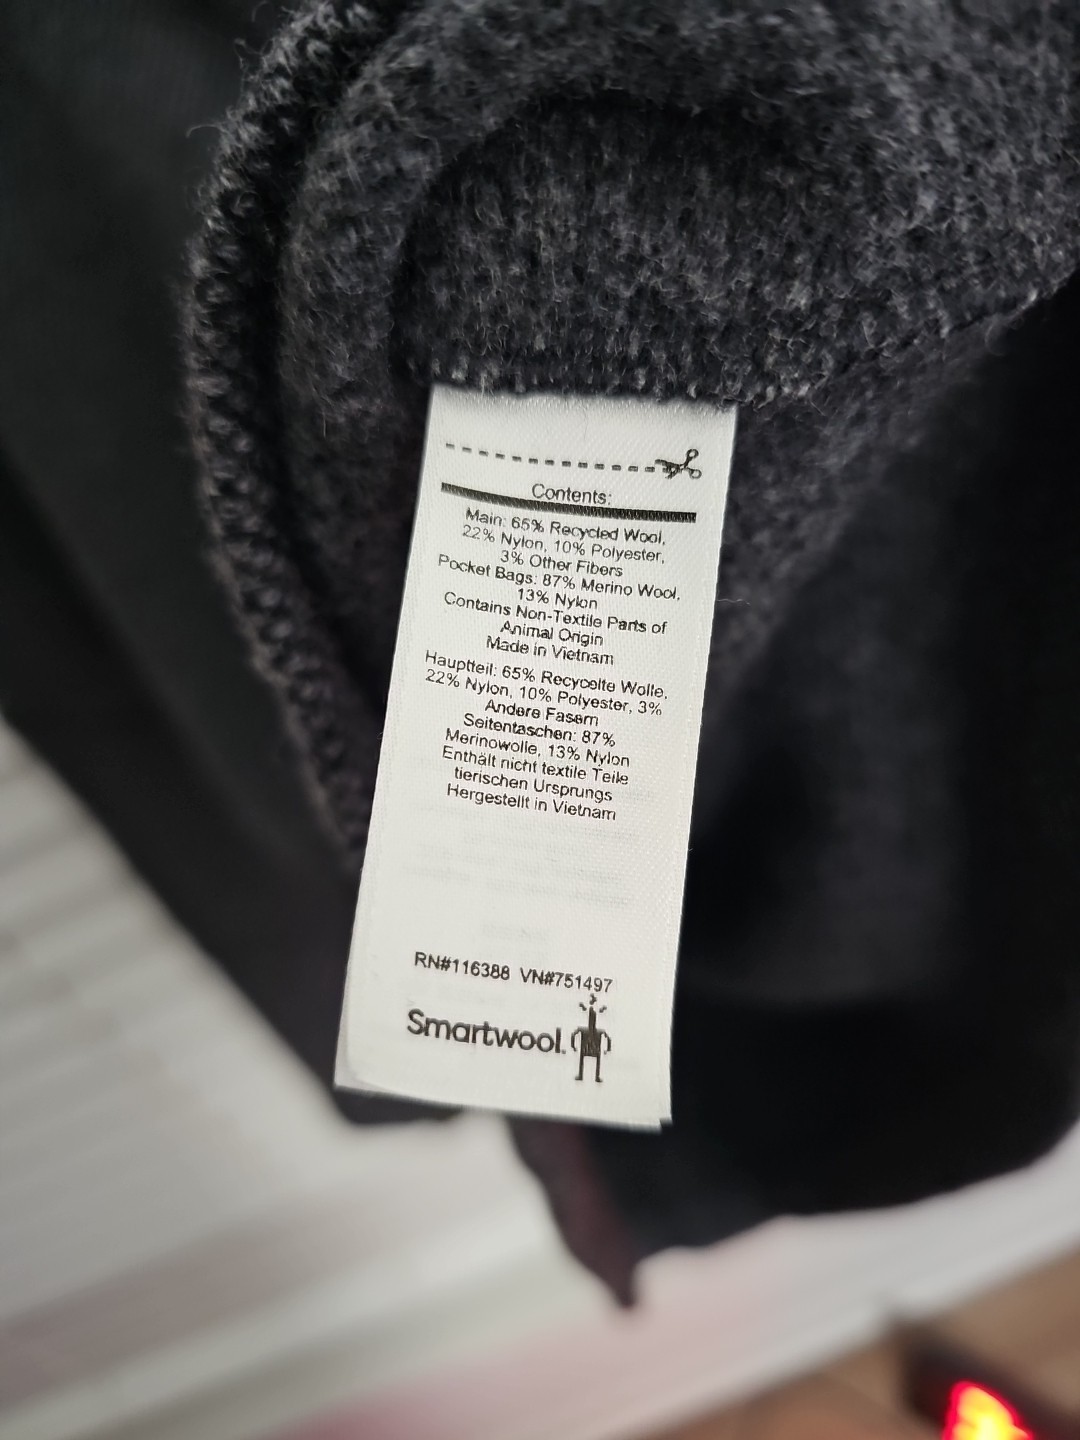 Contents:
Main: 65% Recycled Wool,
22% Nylon, 10% Polyester,
3% Other Fibers
Pocket Bags: 87% Merino Wool,
13% Nylon
Contains Non-Textile Parts of
Animal Origin
Made in Vietnam
Hauptteil: 65% Recycelte Wolle,
22% Nylon, 10% Polyester, 3%
Andere Fasern
Seitentaschen: 87%
Merinowolle, 13% Nylon
Enthält nicht textile Teile
tierischen Ursprungs
Hergestellt in Vietnam
RN#116388 VN#751497
Smartwool.